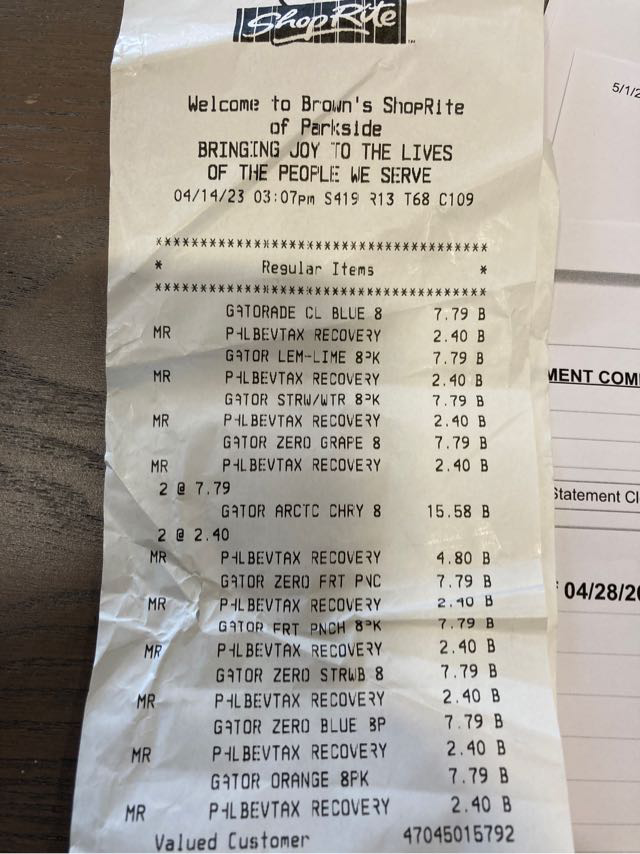 ShopRite
Welcome to Brown's ShopRite
of Parkside
BRINGING JOY TO THE LIVES
OF THE PEOPLE WE SERVE
04/14/23 03:07pm S419 R13 T68 C109
****************************************
* Regular Items *
****************************************
GATORADE CL BLUE 8 7.79 B
MR PHLBEVTAX RECOVERY 2.40 B
GATOR LEM-LIME 8PK 7.79 B
MR PHLBEVTAX RECOVERY 2.40 B
GATOR STRW/WTR 8PK 7.79 B
MR PHLBEVTAX RECOVERY 2.40 B
GATOR ZERO GRAPE 8 7.79 B
MR PHLBEVTAX RECOVERY 2.40 B
2 @ 7.79
GATOR ARCTC CHRY 8 15.58 B
2 @ 2.40
MR PHLBEVTAX RECOVERY 4.80 B
GATOR ZERO FRT PNC 7.79 B
MR PHLBEVTAX RECOVERY 2.40 B
GATOR FRT PNCH 8PK 7.79 B
MR PHLBEVTAX RECOVERY 2.40 B
GATOR ZERO STRWB 8 7.79 B
MR PHLBEVTAX RECOVERY 2.40 B
GATOR ZERO BLUE 8P 7.79 B
MR PHLBEVTAX RECOVERY 2.40 B
GATOR ORANGE 8PK 7.79 B
MR PHLBEVTAX RECOVERY 2.40 B
Valued Customer 47045015792
5/1/2
MENT COM
Statement Cl
04/28/20